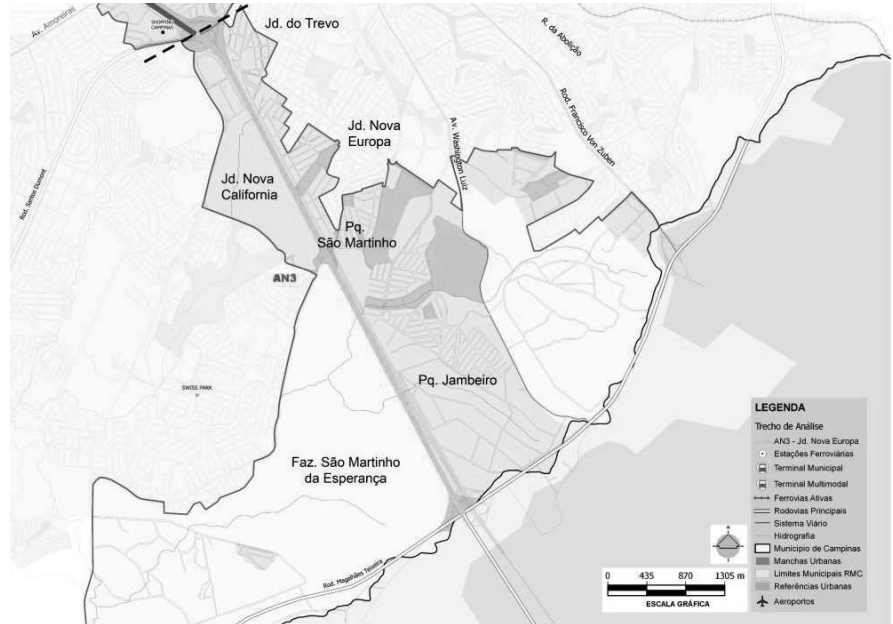 SHOPPING
CAMPINAS
Av. Amoreiras
Jd. do Trevo
R. da Abolição
Rod. Francisco Von Zuben
Jd. Nova
Europa
Av. Washington Luiz
Rod. Santos Dumont
Jd. Nova
California
Pq.
São Martinho
AN3
SWISS PARK
Pq. Jambeiro
Faz. São Martinho
da Esperança
Rod. Magalhães Teixeira
0 435 870 1305 m
ESCALA GRÁFICA
LEGENDA
Trecho de Análise
AN3 - Jd. Nova Europa
Estações Ferroviárias
Terminal Municipal
Terminal Multimodal
Ferrovias Ativas
Rodovias Principais
Sistema Viário
Hidrografia
Município de Campinas
Manchas Urbanas
Limites Municipais RMC
Referências Urbanas
Aeroportos